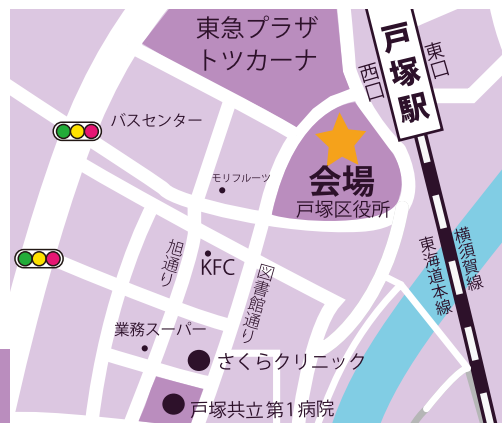 東急プラザ
トツカーナ
戸塚駅
西口
東口
バスセンター
モリフルーツ
会場
戸塚区役所
旭通り
KFC
図書館通り
東海道本線
横須賀線
業務スーパー
さくらクリニック
戸塚共立第1病院